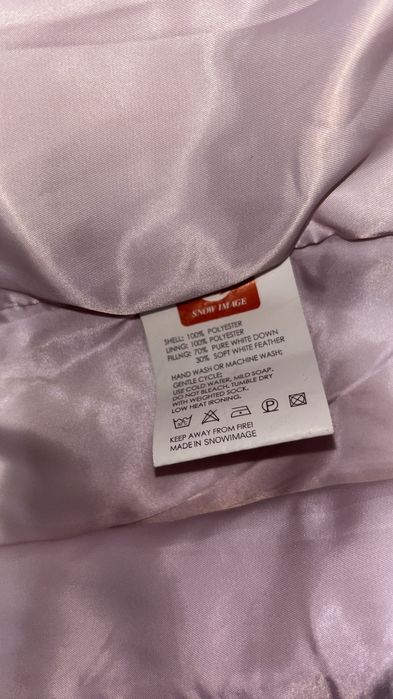 SNOW IMAGE
SHELL: 100% POLYESTER
LINNG: 100% POLYESTER
FILLNG: 70% PURE WHITE DOWN
30% SOFT WHITE FEATHER
HAND WASH OR MACHINE WASH;
GENTLE CYCLE;
USE COLD WATER, MILD SOAP.
DO NOT BLEACH, TUMBLE DRY
WITH WEIGHTED SOCK.
LOW HEAT IRONING.
P
KEEP AWAY FROM FIRE!
MADE IN SNOWIMAGE